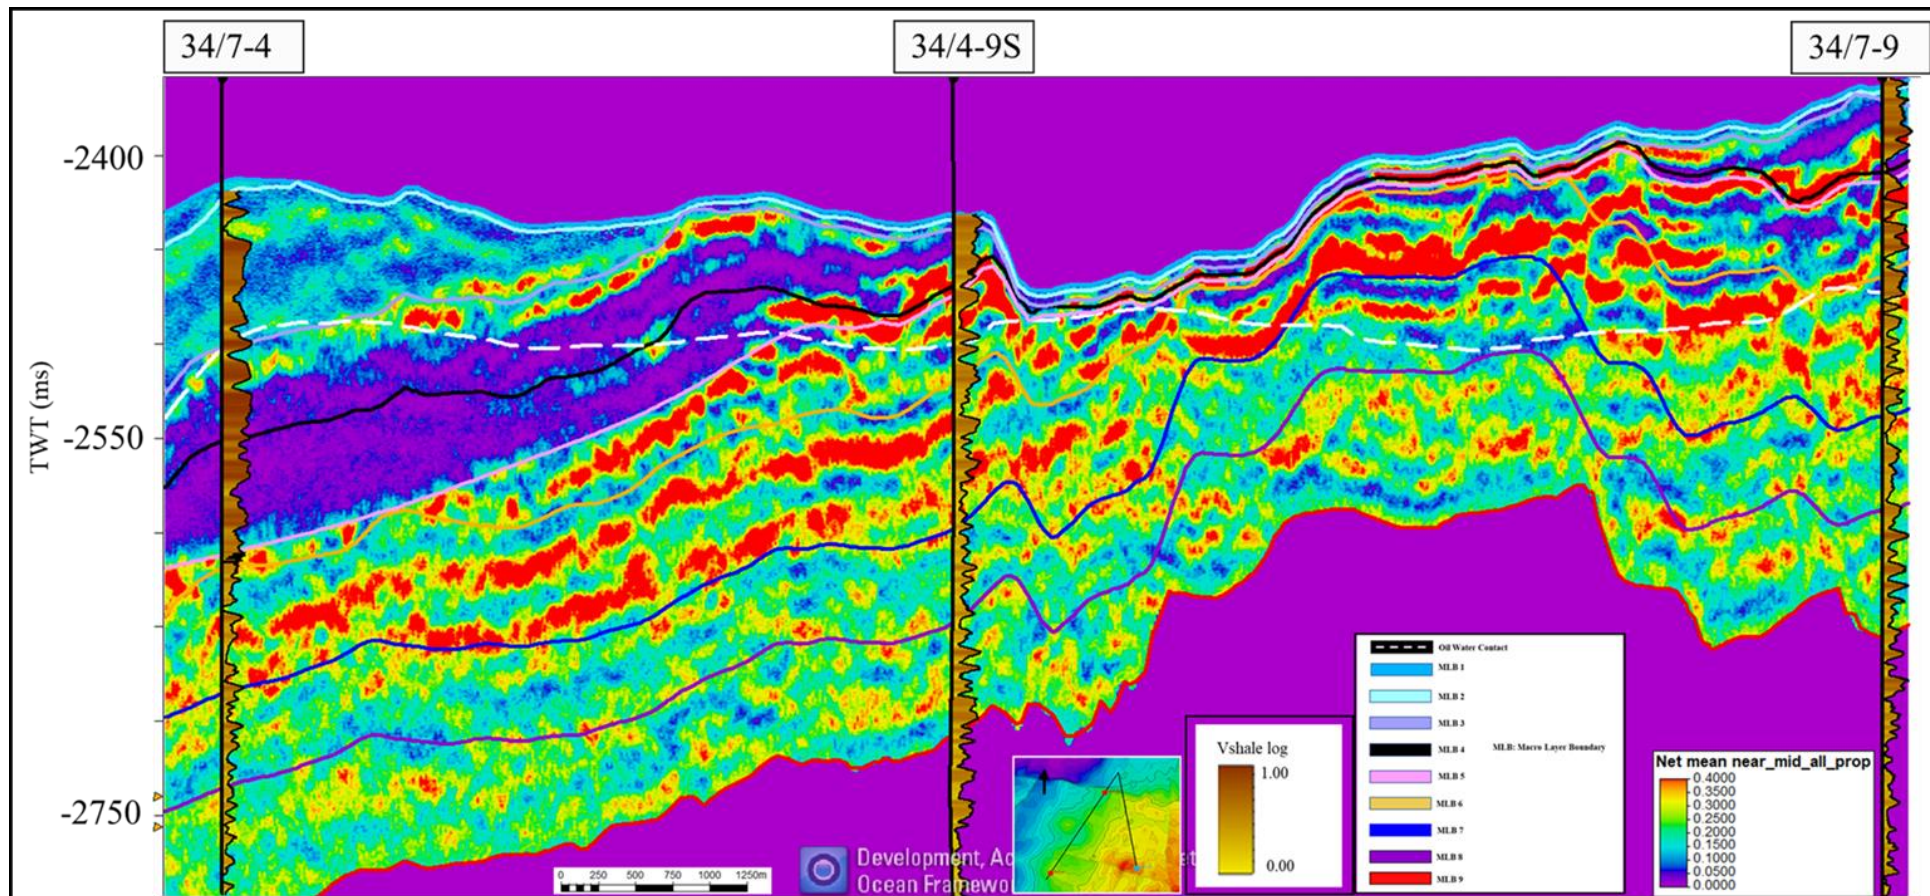 34/7-4
34/4-9S
34/7-9
-2400
-2550
-2750
TWT (ms)
0 250 500 750 1000 1250m
Development, Ad
Ocean Framewo
Vshale log
1.00
0.00
Oil Water Contact
MLB 1
MLB 2
MLB 3
MLB 4
MLB: Macro Layer Boundary
MLB 5
MLB 6
MLB 7
MLB 8
MLB 9
Net mean near_mid_all_prop
0.4000
0.3500
0.3000
0.2500
0.2000
0.1500
0.1000
0.0500
0.0000